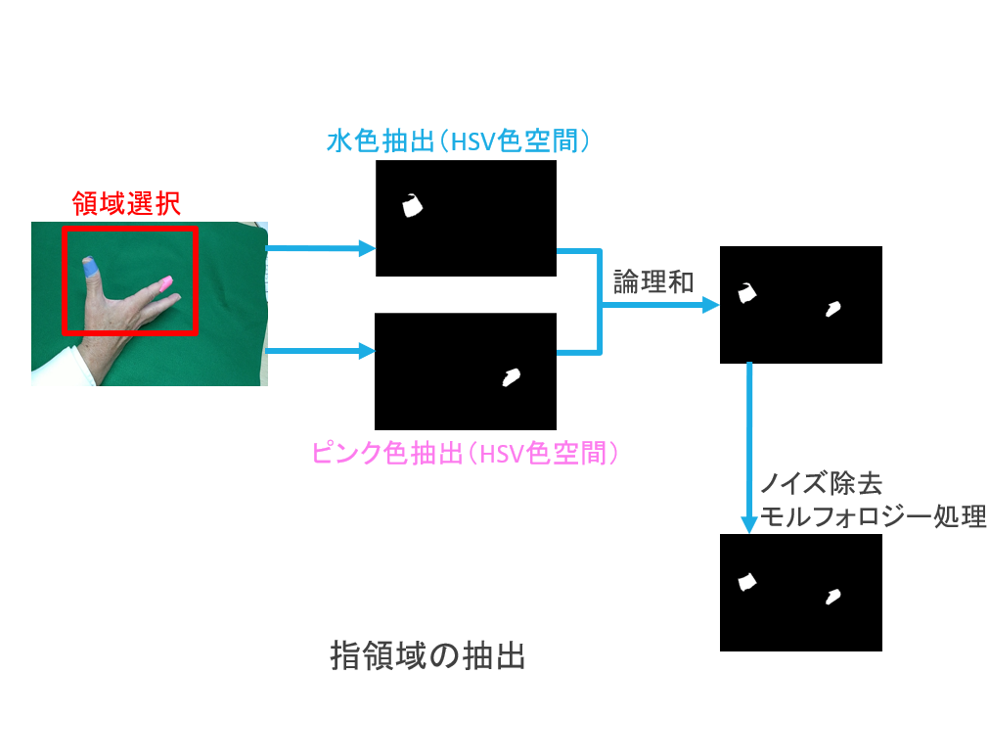 水色抽出（HSV色空間）
領域選択
論理和
ピンク色抽出（HSV色空間）
ノイズ除去
モルフォロジー処理
指領域の抽出